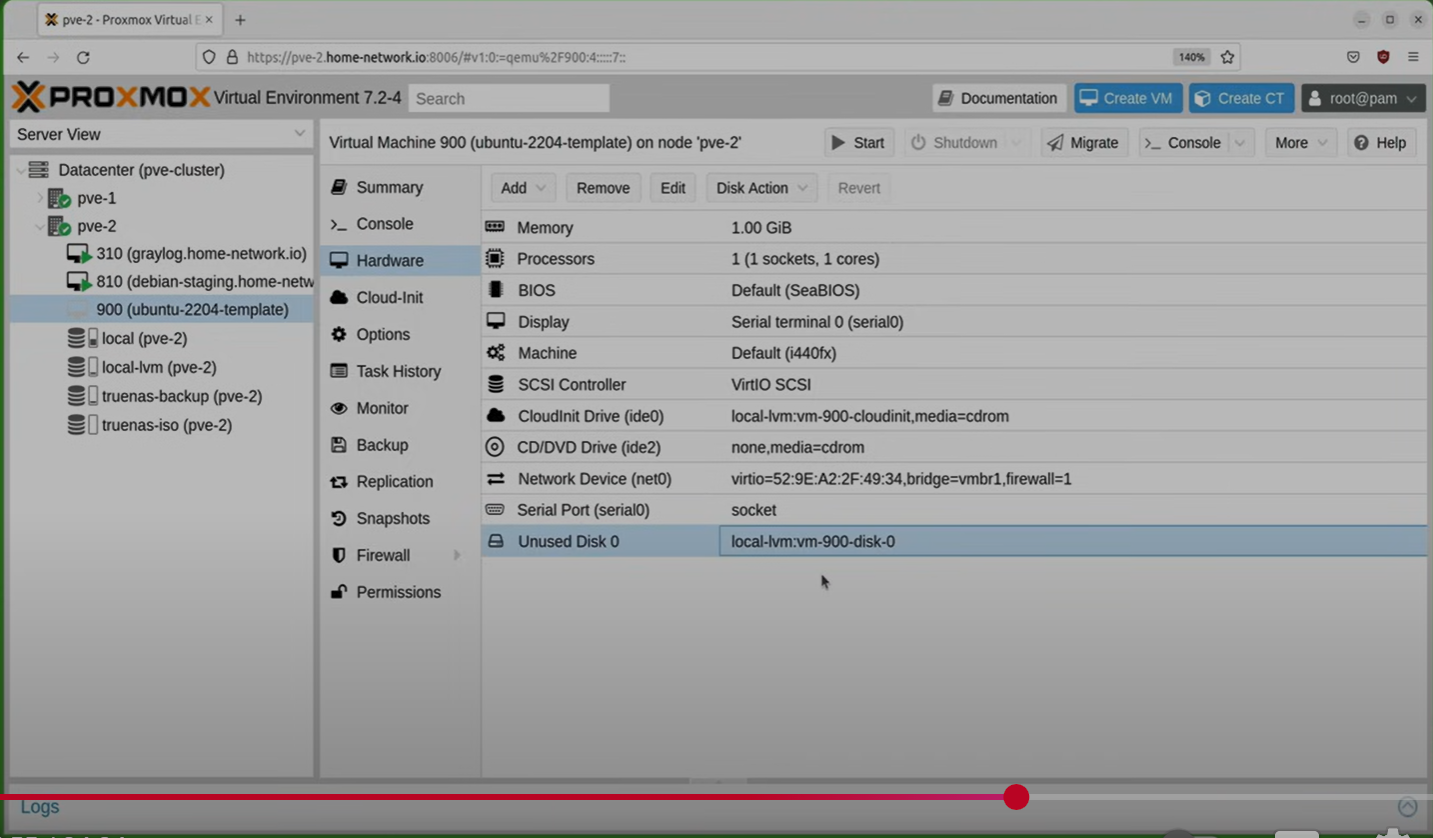 pve-2 - Proxmox Virtual E
https://pve-2.home-network.io:8006/#v1:0:=qemu%2F900:4:::::7::
140%
PROXMOX Virtual Environment 7.2-4
Search
Documentation
Create VM
Create CT
root@pam
Server View
Datacenter (pve-cluster)
pve-1
pve-2
310 (graylog.home-network.io)
810 (debian-staging.home-netw
900 (ubuntu-2204-template)
local (pve-2)
local-lvm (pve-2)
truenas-backup (pve-2)
truenas-iso (pve-2)
Virtual Machine 900 (ubuntu-2204-template) on node 'pve-2'
Start
Shutdown
Migrate
Console
More
Help
Summary
Console
Hardware
Cloud-Init
Options
Task History
Monitor
Backup
Replication
Snapshots
Firewall
Permissions
Add
Remove
Edit
Disk Action
Revert
Memory 1.00 GiB
Processors 1 (1 sockets, 1 cores)
BIOS Default (SeaBIOS)
Display Serial terminal 0 (serial0)
Machine Default (i440fx)
SCSI Controller VirtIO SCSI
CloudInit Drive (ide0) local-lvm:vm-900-cloudinit,media=cdrom
CD/DVD Drive (ide2) none,media=cdrom
Network Device (net0) virtio=52:9E:A2:2F:49:34,bridge=vmbr1,firewall=1
Serial Port (serial0) socket
Unused Disk 0 local-lvm:vm-900-disk-0
Logs